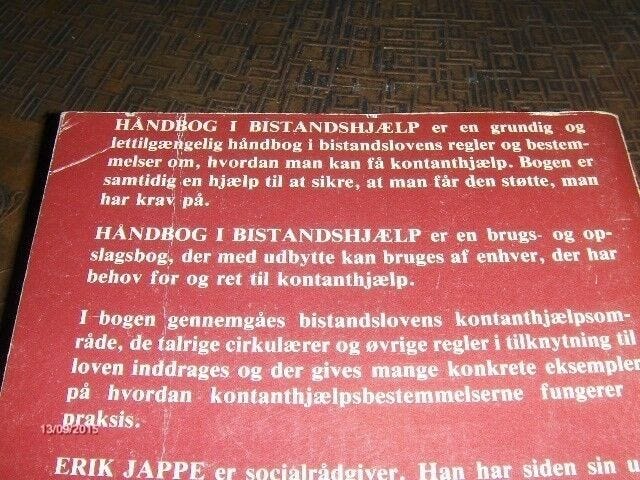 HÅNDBOG I BISTANDSHJÆLP er en grundig og
lettilgængelig håndbog i bistandslovens regler og bestem-
melser om, hvordan man kan få kontanthjælp. Bogen er
samtidig en hjælp til at sikre, at man får den støtte, man
har krav på.
HÅNDBOG I BISTANDSHJÆLP er en brugs- og op-
slagsbog, der med udbytte kan bruges af enhver, der har
behov for og ret til kontanthjælp.
I bogen gennemgåes bistandslovens kontanthjælpsom-
råde, de talrige cirkulærer og øvrige regler i tilknytning til
loven inddrages og der gives mange konkrete eksempler
på hvordan kontanthjælpsbestemmelserne fungerer
praksis.
13/09/2015
ERIK JAPPE er socialrådgiver. Han har siden sin u